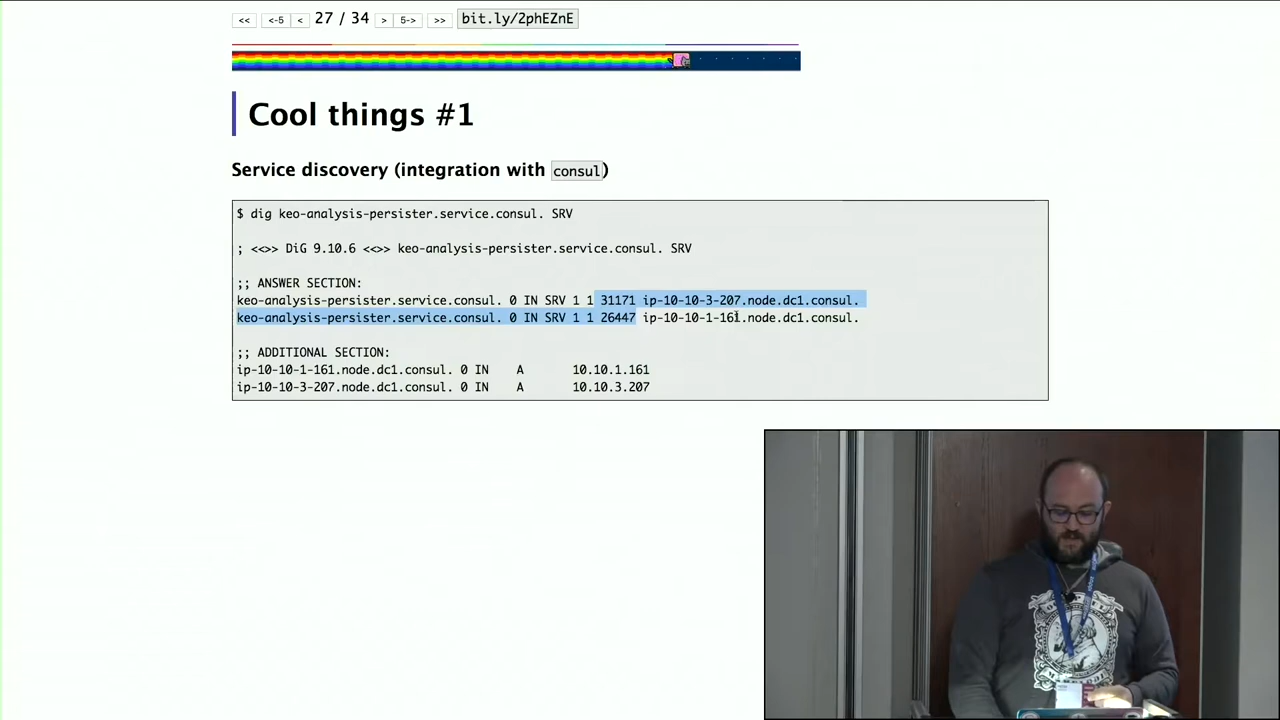 << <-5 < 27 / 34 > 5-> >> bit.ly/2phEZnE
Cool things #1
Service discovery (integration with consul)
$ dig keo-analysis-persister.service.consul. SRV
; <<>> DiG 9.10.6 <<>> keo-analysis-persister.service.consul. SRV
;; ANSWER SECTION:
keo-analysis-persister.service.consul. 0 IN SRV 1 1 31171 ip-10-10-3-207.node.dc1.consul.
keo-analysis-persister.service.consul. 0 IN SRV 1 1 26447 ip-10-10-1-161.node.dc1.consul.
;; ADDITIONAL SECTION:
ip-10-10-1-161.node.dc1.consul. 0 IN A 10.10.1.161
ip-10-10-3-207.node.dc1.consul. 0 IN A 10.10.3.207